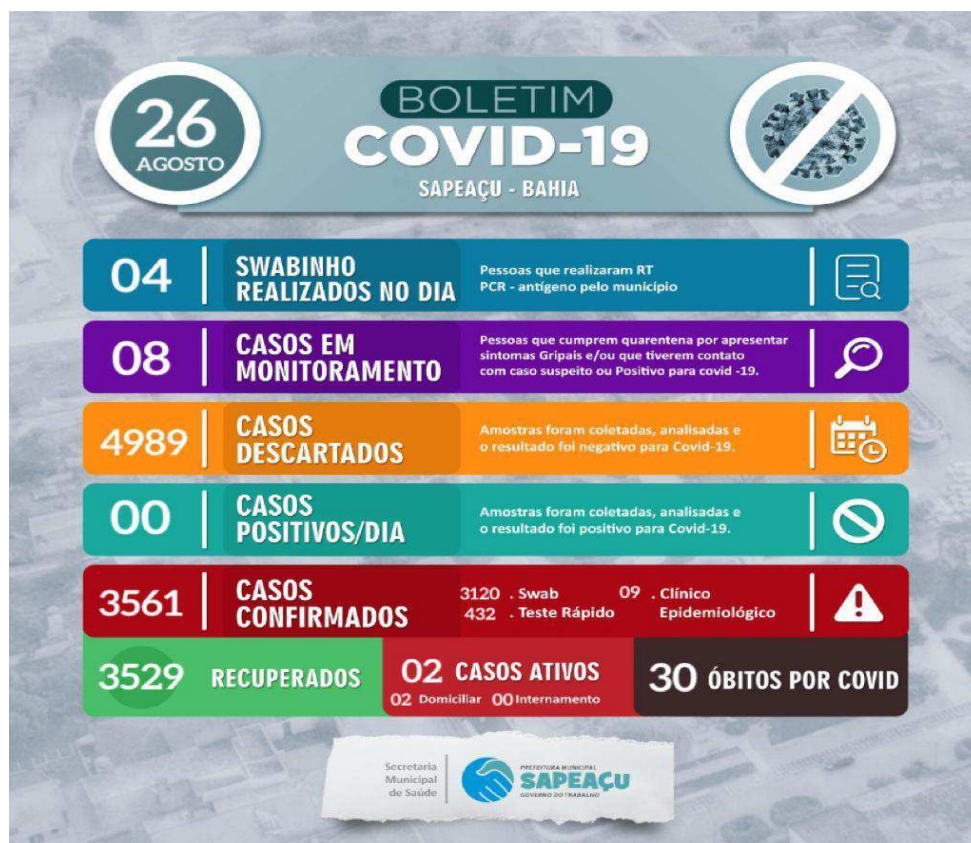 26
AGOSTO
BOLETIM
COVID-19
SAPEAÇU - BAHIA
04
SWABINHO
REALIZADOS NO DIA
Pessoas que realizaram RT
PCR - antígeno pelo município
08
CASOS EM
MONITORAMENTO
Pessoas que cumprem quarentena por apresentar
sintomas Gripais e/ou que tiverem contato
com caso suspeito ou Positivo para covid -19.
4989
CASOS
DESCARTADOS
Amostras foram coletadas, analisadas e
o resultado foi negativo para Covid-19.
00
CASOS
POSITIVOS/DIA
Amostras foram coletadas, analisadas e
o resultado foi positivo para Covid-19.
3561
CASOS
CONFIRMADOS
3120 . Swab
432 . Teste Rápido
09 . Clínico
Epidemiológico
3529 RECUPERADOS
02 CASOS ATIVOS
02 Domiciliar 00 Internamento
30 ÓBITOS POR COVID
Secretaria
Municipal
de Saúde
PREFEITURA MUNICIPAL
SAPEAÇU
GOVERNO DO TRABALHO